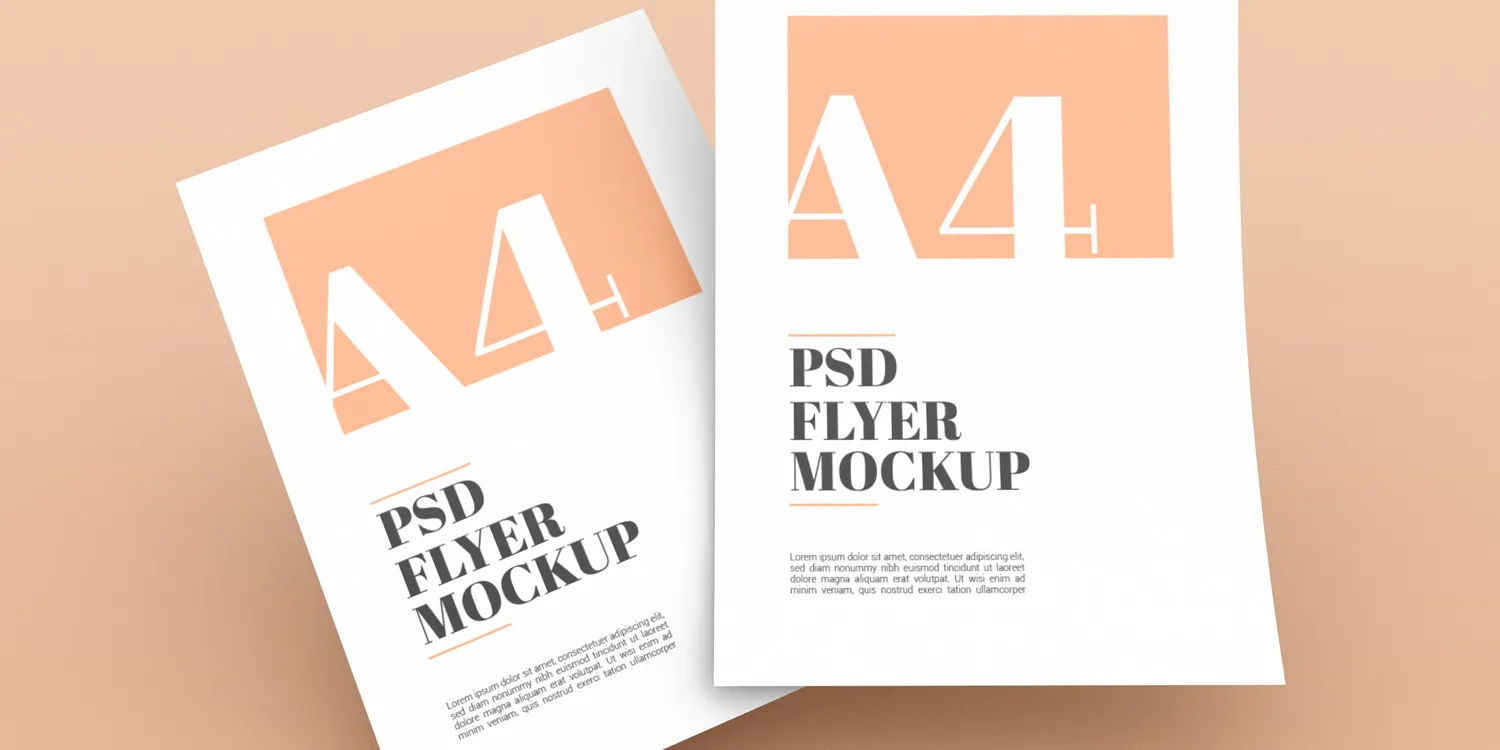 A4
PSD
FLYER
MOCKUP
Lorem ipsum dolor sit amet, consectetuer adipiscing elit,
sed diam nonummy nibh euismod tincidunt ut laoreet
dolore magna aliquam erat volutpat. Ut wisi enim ad
minim veniam, quis nostrud exerci tation ullamcorper
A4
PSD
FLYER
MOCKUP
Lorem ipsum dolor sit amet, consectetuer adipiscing elit,
sed diam nonummy nibh euismod tincidunt ut laoreet
dolore magna aliquam erat volutpat. Ut wisi enim ad
minim veniam, quis nostrud exerci tation ullamcorper